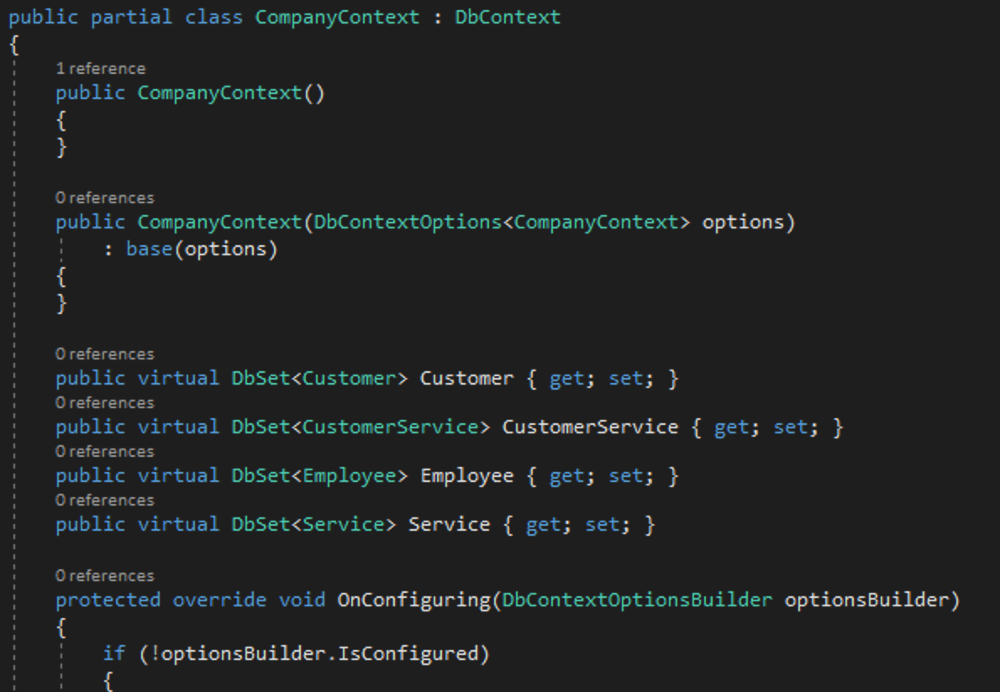 public partial class CompanyContext : DbContext
{
1 reference
public CompanyContext()
{
}
0 references
public CompanyContext(DbContextOptions<CompanyContext> options)
: base(options)
{
}
0 references
public virtual DbSet<Customer> Customer { get; set; }
0 references
public virtual DbSet<CustomerService> CustomerService { get; set; }
0 references
public virtual DbSet<Employee> Employee { get; set; }
0 references
public virtual DbSet<Service> Service { get; set; }
0 references
protected override void OnConfiguring(DbContextOptionsBuilder optionsBuilder)
{
if (!optionsBuilder.IsConfigured)
{